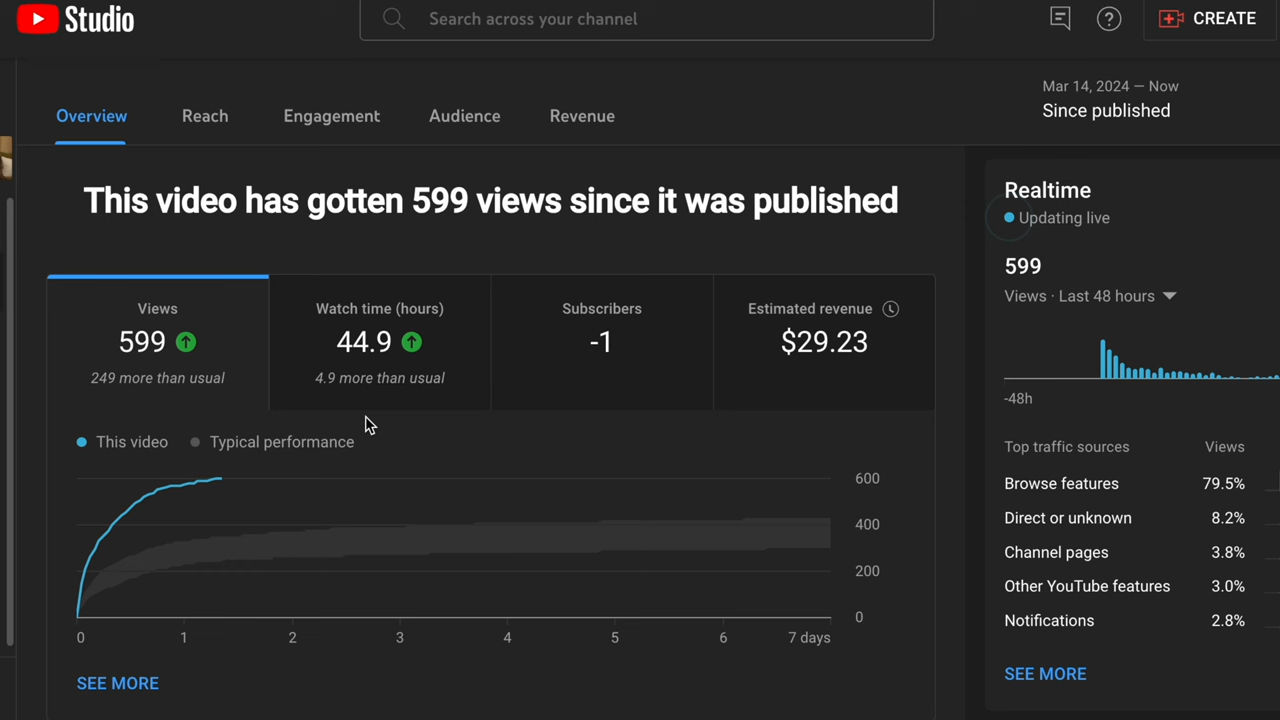 Studio
Search across your channel
CREATE
Overview
Reach
Engagement
Audience
Revenue
Mar 14, 2024 — Now
Since published
This video has gotten 599 views since it was published
Views
599
249 more than usual
Watch time (hours)
44.9
4.9 more than usual
Subscribers
-1
Estimated revenue
$29.23
This video
Typical performance
600
400
200
0
0 1 2 3 4 5 6 7 days
SEE MORE
Realtime
Updating live
599
Views · Last 48 hours
-48h
Top traffic sources Views
Browse features 79.5%
Direct or unknown 8.2%
Channel pages 3.8%
Other YouTube features 3.0%
Notifications 2.8%
SEE MORE